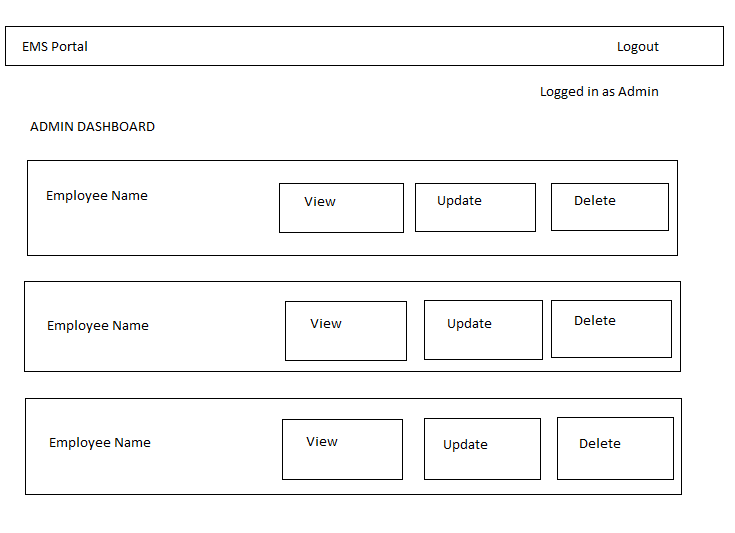 EMS Portal Logout
Logged in as Admin
ADMIN DASHBOARD
Employee Name View Update Delete
Employee Name View Update Delete
Employee Name View Update Delete